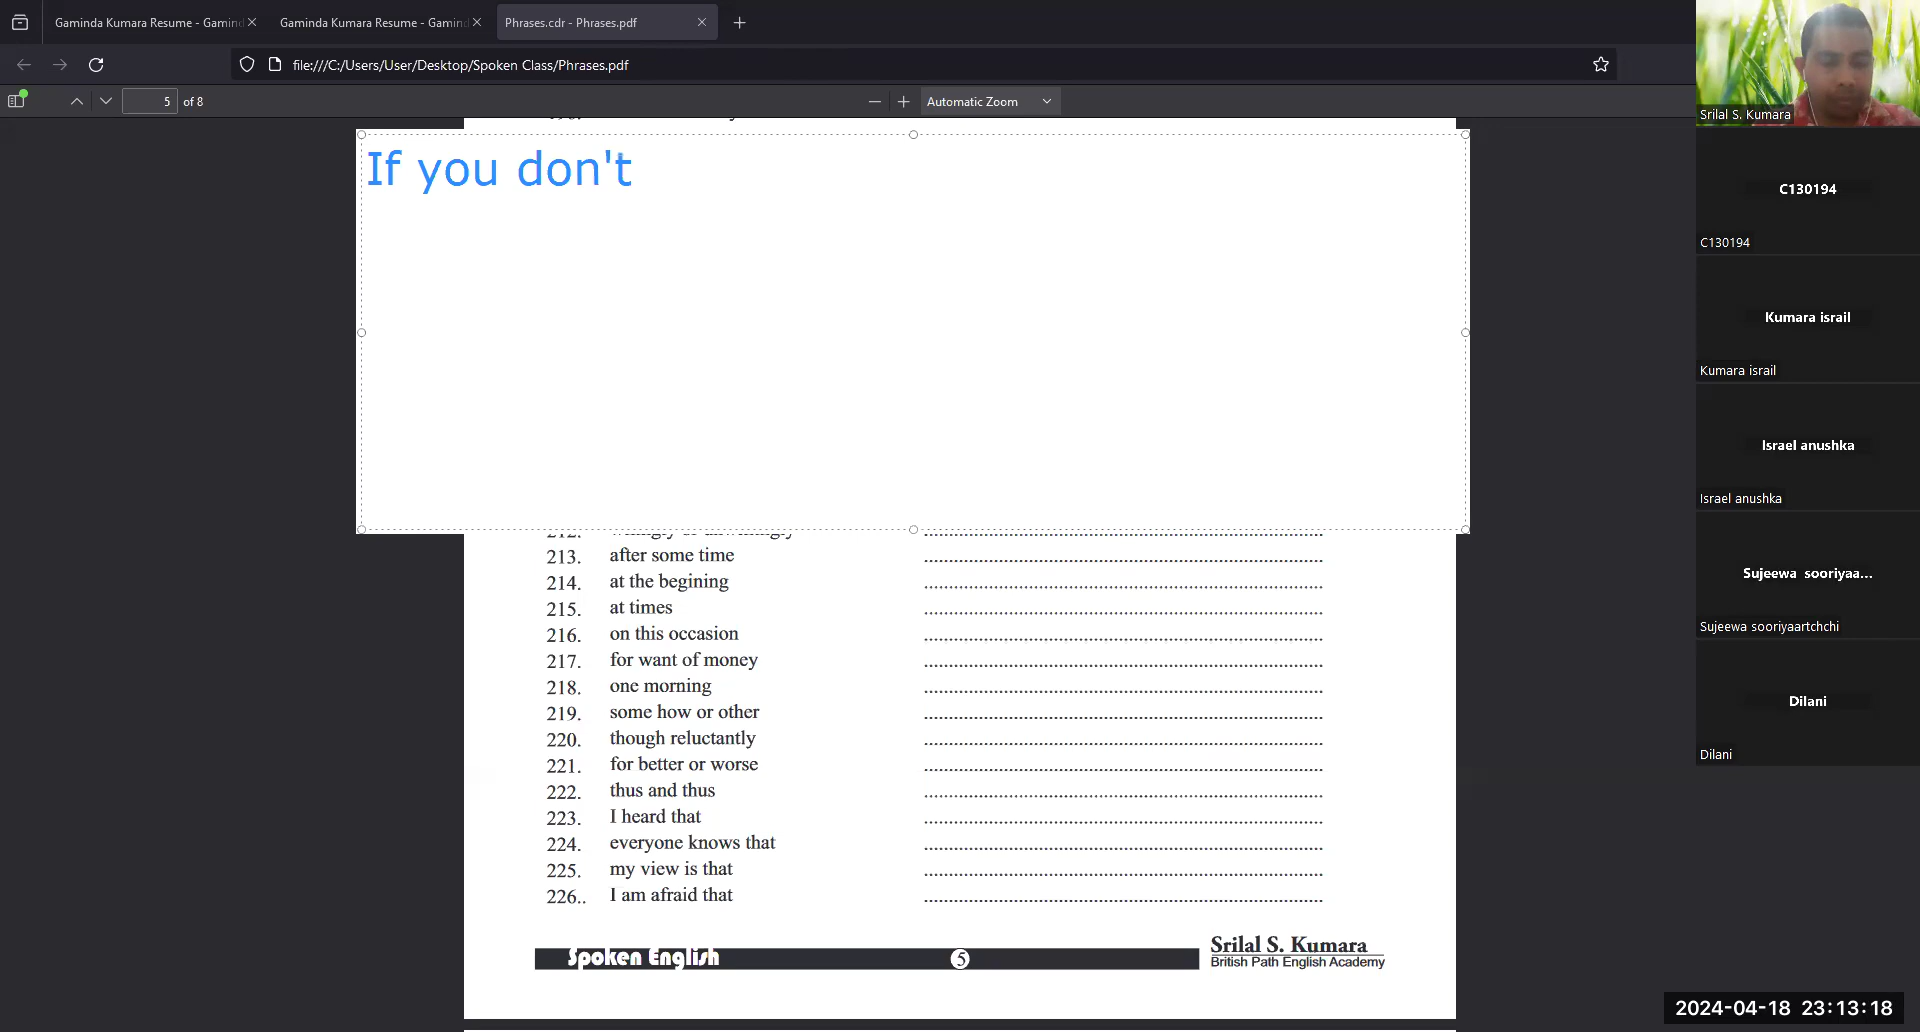 Gaminda Kumara Resume - Gamind
Gaminda Kumara Resume - Gamind
Phrases.cdr - Phrases.pdf
file:///C:/Users/User/Desktop/Spoken Class/Phrases.pdf
5 of 8
Automatic Zoom
If you don't
213. after some time
214. at the begining
215. at times
216. on this occasion
217. for want of money
218. one morning
219. some how or other
220. though reluctantly
221. for better or worse
222. thus and thus
223. I heard that
224. everyone knows that
225. my view is that
226.. I am afraid that
Spoken English
5
Srilal S. Kumara
British Path English Academy
Srilal S. Kumara
C130194
C130194
Kumara israil
Kumara israil
Israel anushka
Israel anushka
Sujeewa sooriyaa...
Sujeewa sooriyaartchchi
Dilani
Dilani
2024-04-18 23:13:18